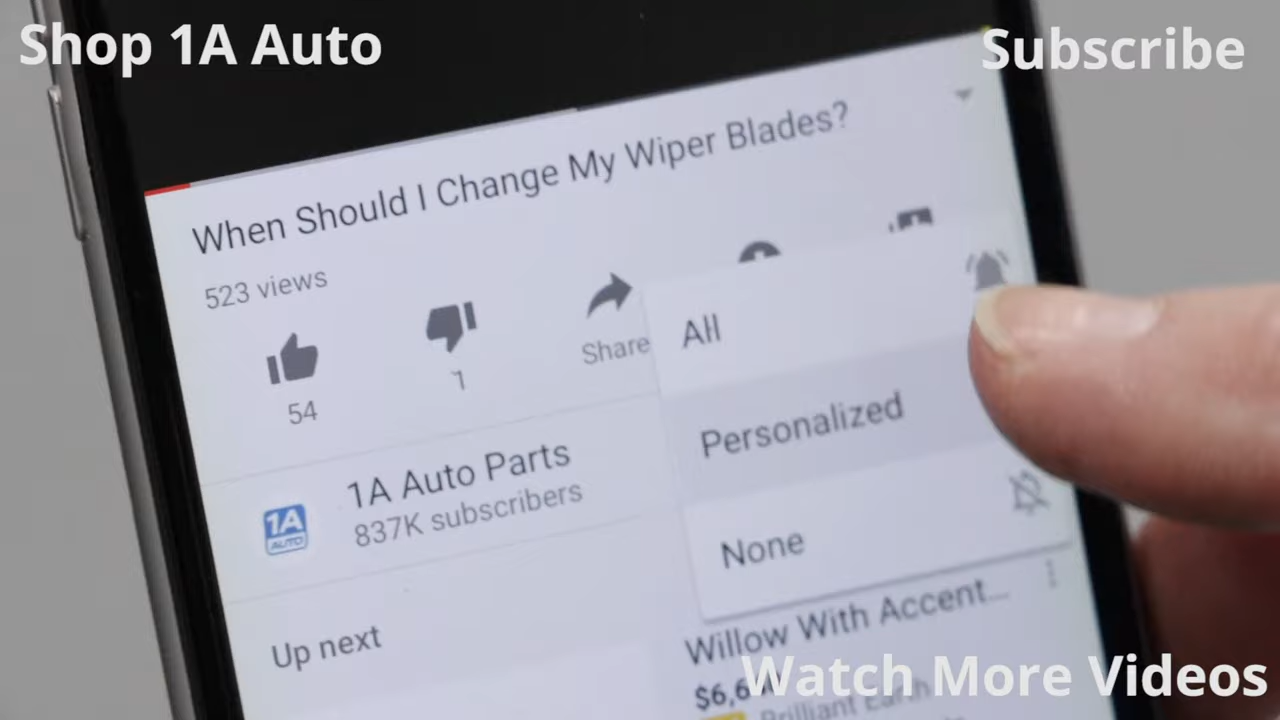 Shop 1A Auto
Subscribe
When Should I Change My Wiper Blades?
523 views
54
1
Share
All
Personalized
None
1A AUTO
1A Auto Parts
837K subscribers
Up next
Willow With Accent...
Watch More Videos